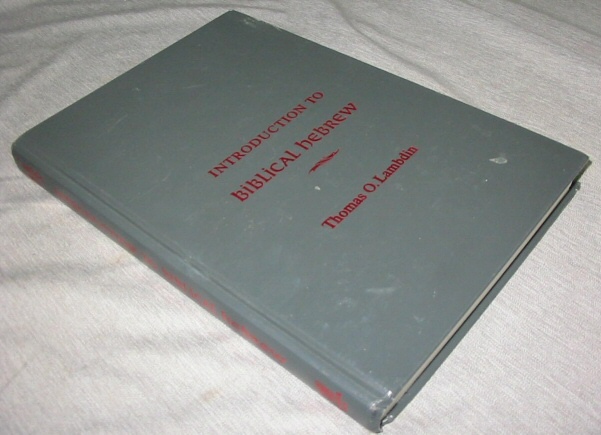 INTRODUCTION TO
BIBLICAL HEBREW
Thomas O. Lambdin